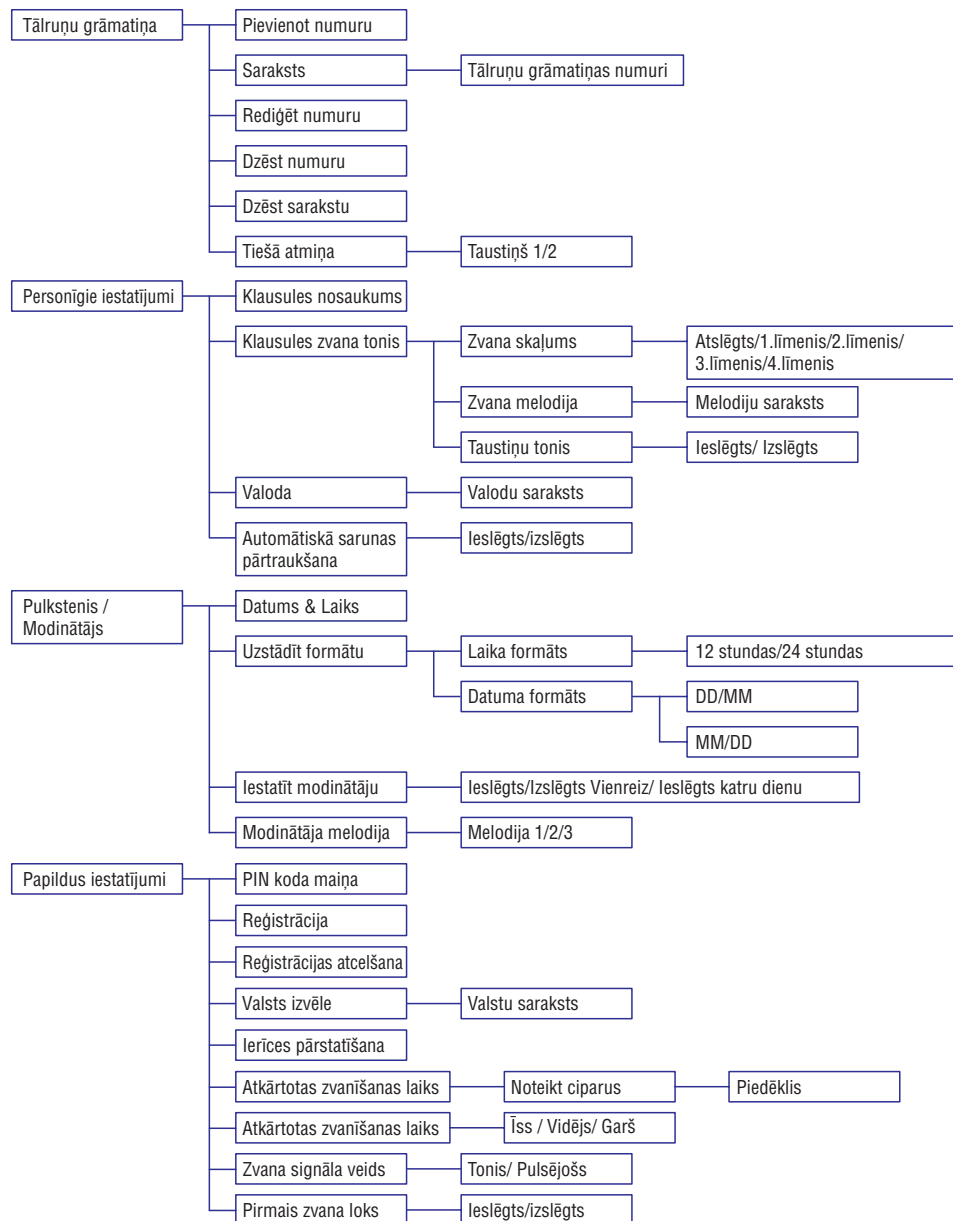 Tālruņu grāmatiņa
Pievienot numuru
Saraksts
Tālruņu grāmatiņas numuri
Rediģēt numuru
Dzēst numuru
Dzēst sarakstu
Tiešā atmiņa
Taustiņš 1/2
Personīgie iestatījumi
Klausules nosaukums
Klausules zvana tonis
Zvana skaļums
Atslēgts/1.līmenis/2.līmenis/
3.līmenis/4.līmenis
Zvana melodija
Melodiju saraksts
Taustiņu tonis
Ieslēgts/ Izslēgts
Valoda
Valodu saraksts
Automātiskā sarunas
pārtraukšana
Ieslēgts/izslēgts
Pulkstenis /
Modinātājs
Datums & Laiks
Uzstādīt formātu
Laika formāts
12 stundas/24 stundas
Datuma formāts
DD/MM
MM/DD
Iestatīt modinātāju
Ieslēgts/Izslēgts Vienreiz/ Ieslēgts katru dienu
Modinātāja melodija
Melodija 1/2/3
Papildus iestatījumi
PIN koda maiņa
Reģistrācija
Reģistrācijas atcelšana
Valsts izvēle
Valstu saraksts
Ierīces pārstatīšana
Atkārtotas zvanīšanas laiks
Noteikt ciparus
Piedēklis
Atkārtotas zvanīšanas laiks
Īss / Vidējs/ Garš
Zvana signāla veids
Tonis/ Pulsējošs
Pirmais zvana loks
Ieslēgts/izslēgts